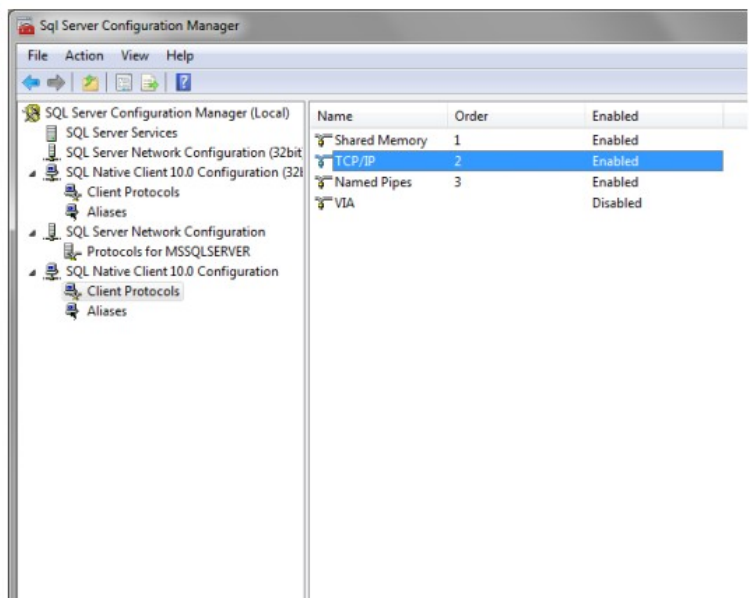 Sql Server Configuration Manager
File Action View Help
SQL Server Configuration Manager (Local)
SQL Server Services
SQL Server Network Configuration (32bit
SQL Native Client 10.0 Configuration (32
Client Protocols
Aliases
SQL Server Network Configuration
Protocols for MSSQLSERVER
SQL Native Client 10.0 Configuration
Client Protocols
Aliases
Name Order Enabled
Shared Memory 1 Enabled
TCP/IP 2 Enabled
Named Pipes 3 Enabled
VIA Disabled